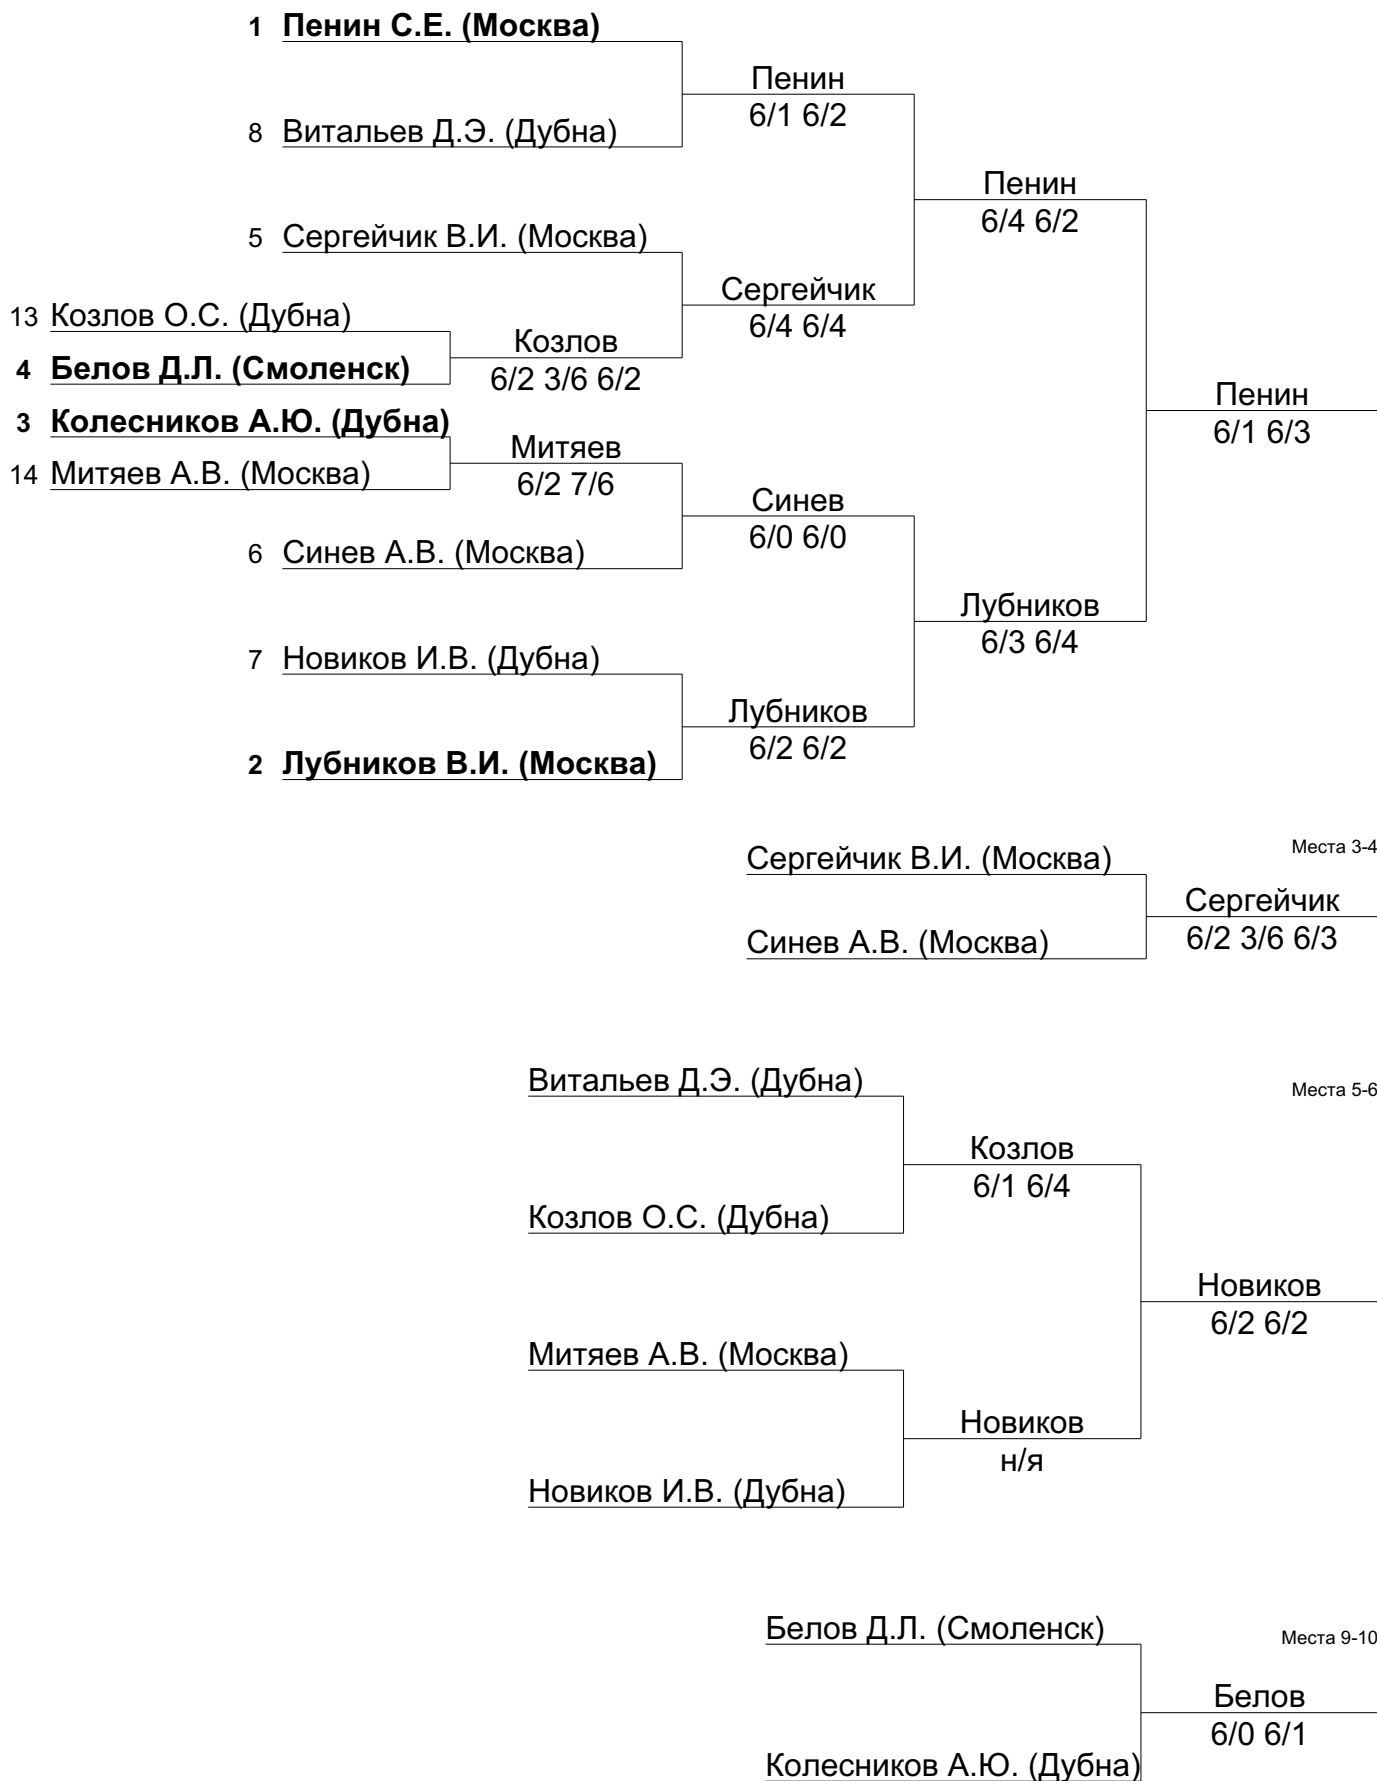 1 Пенин С.Е. (Москва)
Пенин
6/1 6/2
8 Витальев Д.Э. (Дубна)
Пенин
6/4 6/2
5 Сергейчик В.И. (Москва)
Сергейчик
6/4 6/4
13 Козлов О.С. (Дубна)
Козлов
6/2 3/6 6/2
4 Белов Д.Л. (Смоленск)
Пенин
6/1 6/3
3 Колесников А.Ю. (Дубна)
Митяев
6/2 7/6
14 Митяев А.В. (Москва)
Синев
6/0 6/0
6 Синев А.В. (Москва)
Лубников
6/3 6/4
7 Новиков И.В. (Дубна)
Лубников
6/2 6/2
2 Лубников В.И. (Москва)
Места 3-4
Сергейчик В.И. (Москва)
Сергейчик
6/2 3/6 6/3
Синев А.В. (Москва)
Витальев Д.Э. (Дубна)
Места 5-6
Козлов
6/1 6/4
Козлов О.С. (Дубна)
Новиков
6/2 6/2
Митяев А.В. (Москва)
Новиков
н/я
Новиков И.В. (Дубна)
Белов Д.Л. (Смоленск)
Места 9-10
Белов
6/0 6/1
Колесников А.Ю. (Дубна)